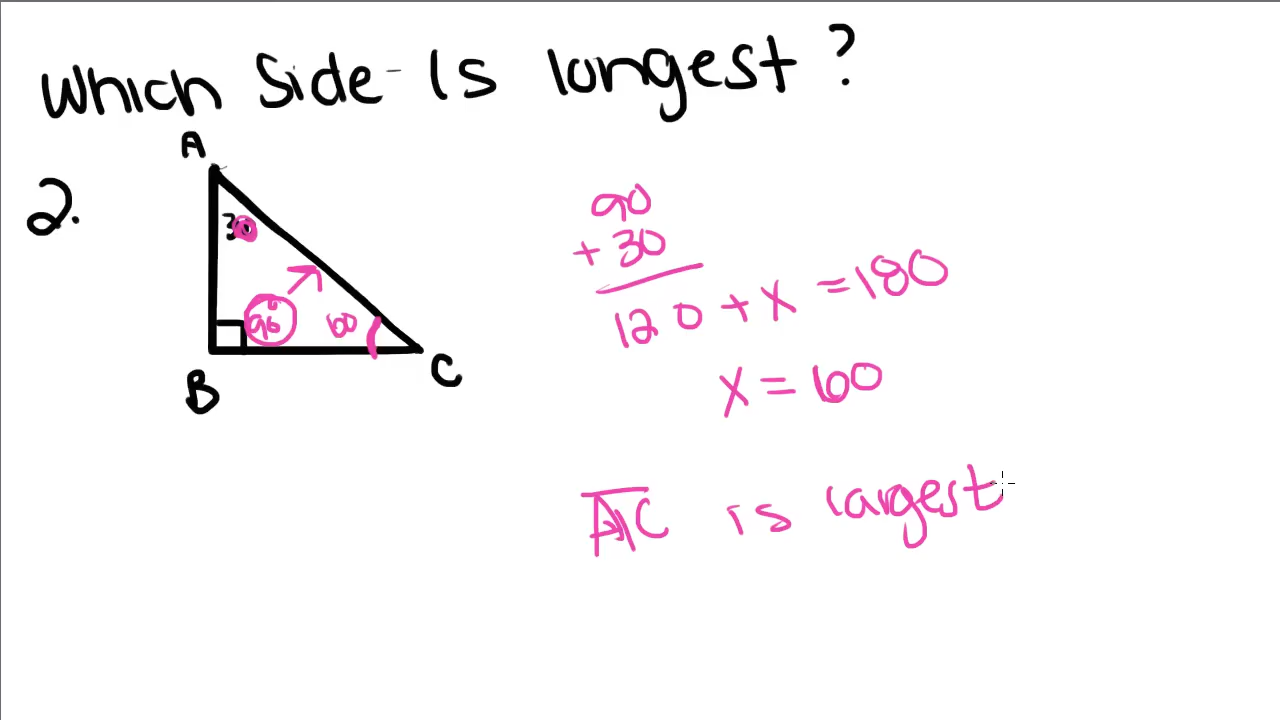 Which Side Is longest?
2.
A
30
90°
60
B
C
90
+ 30
120 + x = 180
x = 60
AC is largest